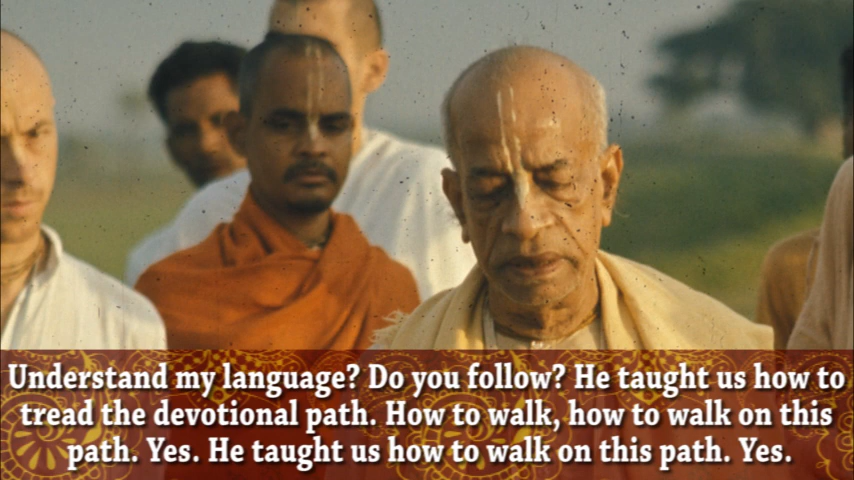 Understand my language? Do you follow? He taught us how to
tread the devotional path. How to walk, how to walk on this
path. Yes. He taught us how to walk on this path. Yes.